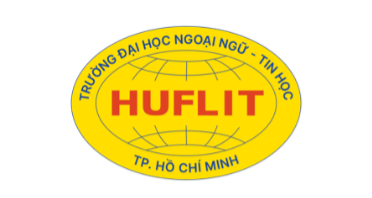 TRƯỜNG ĐẠI HỌC NGOẠI NGỮ - TIN HỌC
HUFLIT
TP. HỒ CHÍ MINH